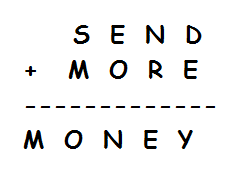 S E N D
+ M O R E
-------------
M O N E Y